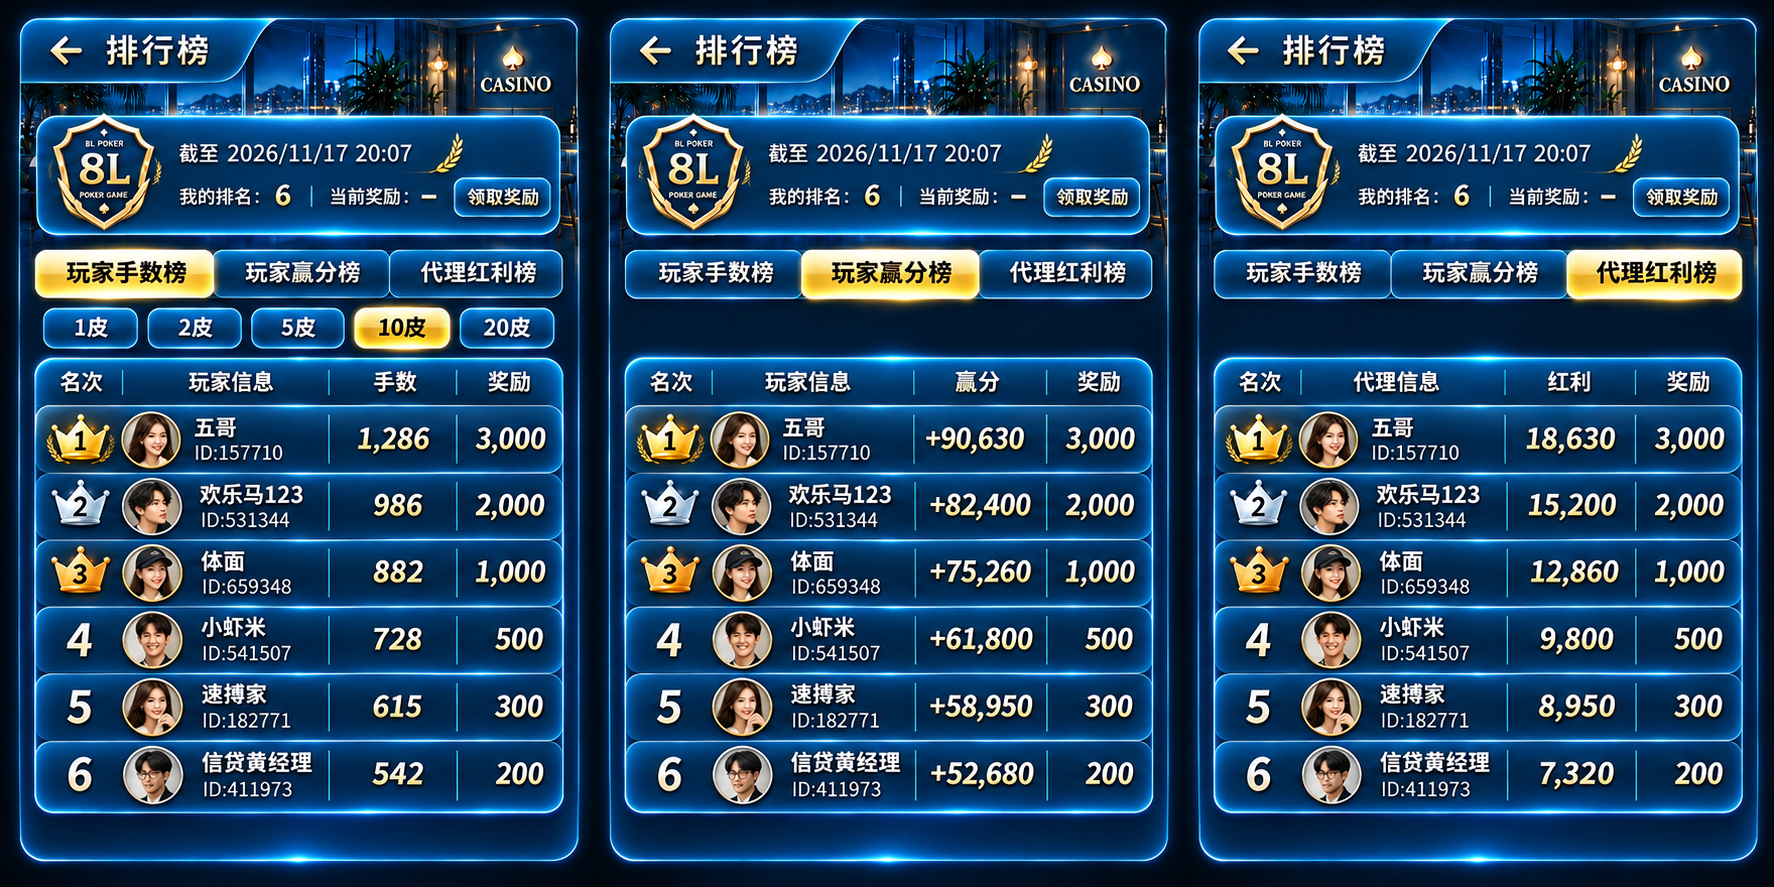 排行榜
CASINO
BL POKER
8L
POKER GAME
截至 2026/11/17 20:07
我的排名: 6 | 当前奖励: – 领取奖励
玩家手数榜 玩家赢分榜 代理红利榜
1皮 2皮 5皮 10皮 20皮
名次 玩家信息 手数 奖励
1 五哥 1,286 3,000
ID:157710
2 欢乐马123 986 2,000
ID:531344
3 体面 882 1,000
ID:659348
4 小虾米 728 500
ID:541507
5 速搏家 615 300
ID:182771
6 信贷黄经理 542 200
ID:411973
排行榜
CASINO
BL POKER
8L
POKER GAME
截至 2026/11/17 20:07
我的排名: 6 | 当前奖励: – 领取奖励
玩家手数榜 玩家赢分榜 代理红利榜
名次 玩家信息 赢分 奖励
1 五哥 +90,630 3,000
ID:157710
2 欢乐马123 +82,400 2,000
ID:531344
3 体面 +75,260 1,000
ID:659348
4 小虾米 +61,800 500
ID:541507
5 速搏家 +58,950 300
ID:182771
6 信贷黄经理 +52,680 200
ID:411973
排行榜
CASINO
BL POKER
8L
POKER GAME
截至 2026/11/17 20:07
我的排名: 6 | 当前奖励: – 领取奖励
玩家手数榜 玩家赢分榜 代理红利榜
名次 代理信息 红利 奖励
1 五哥 18,630 3,000
ID:157710
2 欢乐马123 15,200 2,000
ID:531344
3 体面 12,860 1,000
ID:659348
4 小虾米 9,800 500
ID:541507
5 速搏家 8,950 300
ID:182771
6 信贷黄经理 7,320 200
ID:411973